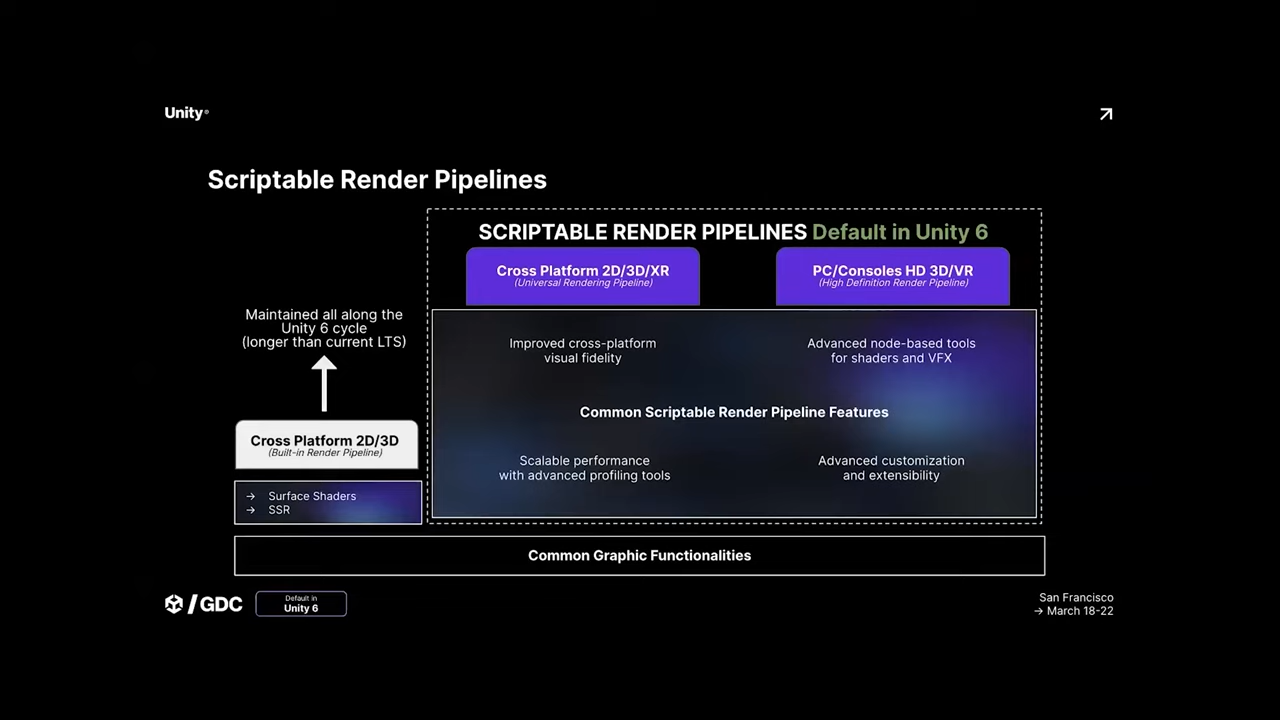 Unity®
Scriptable Render Pipelines
SCRIPTABLE RENDER PIPELINES Default in Unity 6
Cross Platform 2D/3D/XR
(Universal Rendering Pipeline)
PC/Consoles HD 3D/VR
(High Definition Render Pipeline)
Maintained all along the
Unity 6 cycle
(longer than current LTS)
Improved cross-platform
visual fidelity
Advanced node-based tools
for shaders and VFX
Common Scriptable Render Pipeline Features
Cross Platform 2D/3D
(Built-in Render Pipeline)
Scalable performance
with advanced profiling tools
Advanced customization
and extensibility
→ Surface Shaders
→ SSR
Common Graphic Functionalities
/GDC
Default in
Unity 6
San Francisco
→ March 18-22